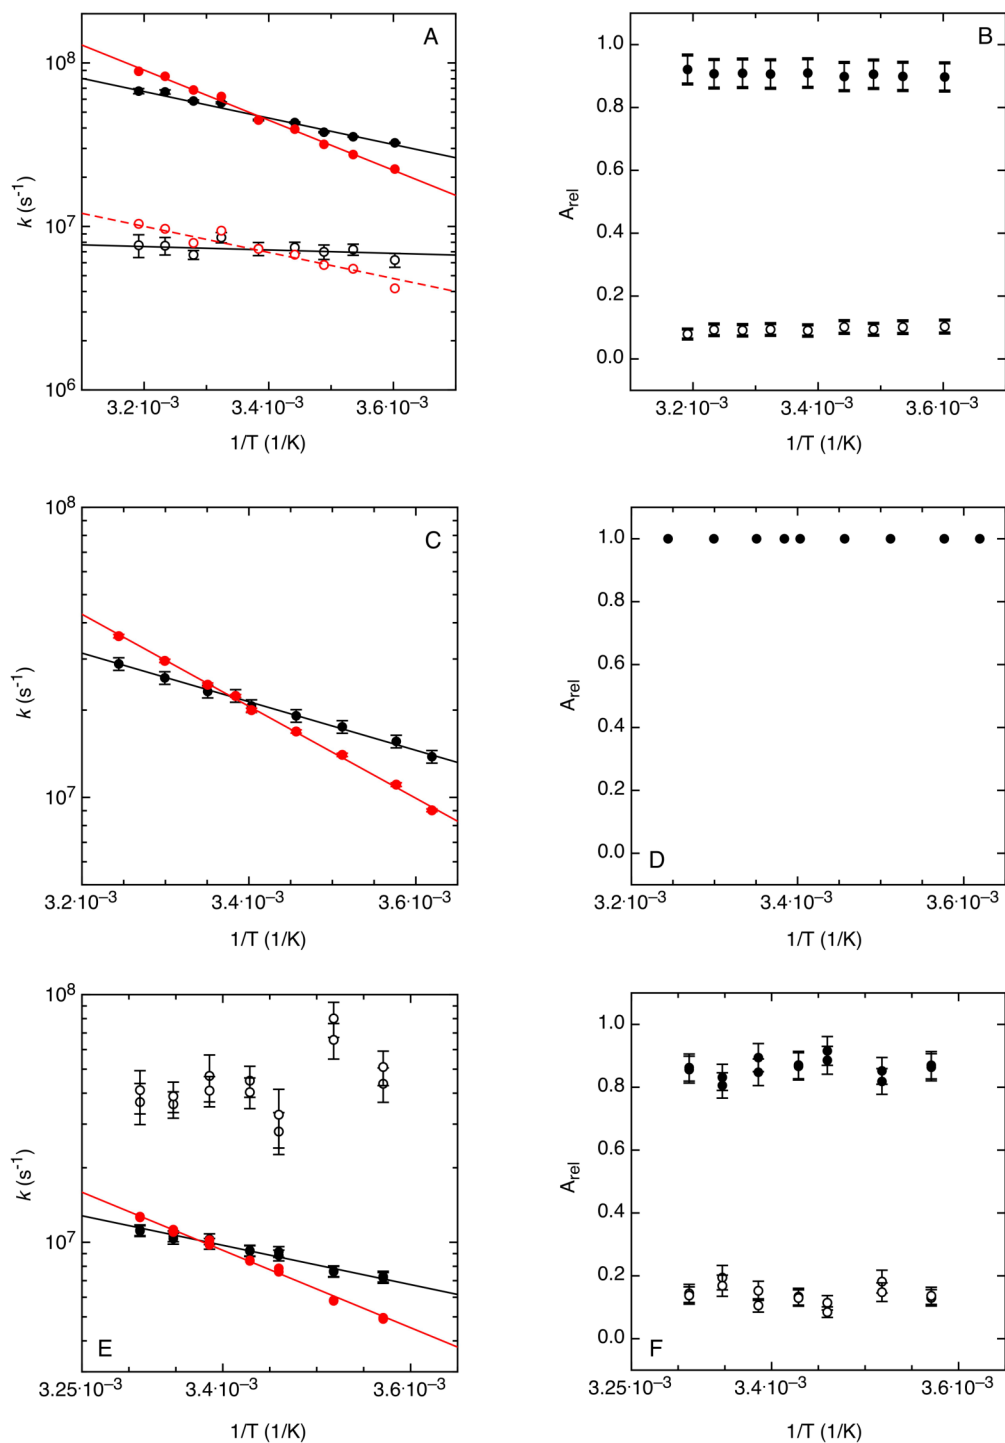 A
10⁸
10⁷
10⁶
k (s⁻¹)
3.2·10⁻³
3.4·10⁻³
3.6·10⁻³
1/T (1/K)
B
1.0
0.8
0.6
0.4
0.2
0.0
A_rel
3.2·10⁻³
3.4·10⁻³
3.6·10⁻³
1/T (1/K)
C
10⁸
10⁷
k (s⁻¹)
3.2·10⁻³
3.4·10⁻³
3.6·10⁻³
1/T (1/K)
1.0
0.8
0.6
0.4
0.2
0.0
A_rel
D
3.2·10⁻³
3.4·10⁻³
3.6·10⁻³
1/T (1/K)
10⁸
10⁷
k (s⁻¹)
E
3.25·10⁻³
3.4·10⁻³
3.6·10⁻³
1/T (1/K)
1.0
0.8
0.6
0.4
0.2
0.0
A_rel
F
3.25·10⁻³
3.4·10⁻³
3.6·10⁻³
1/T (1/K)